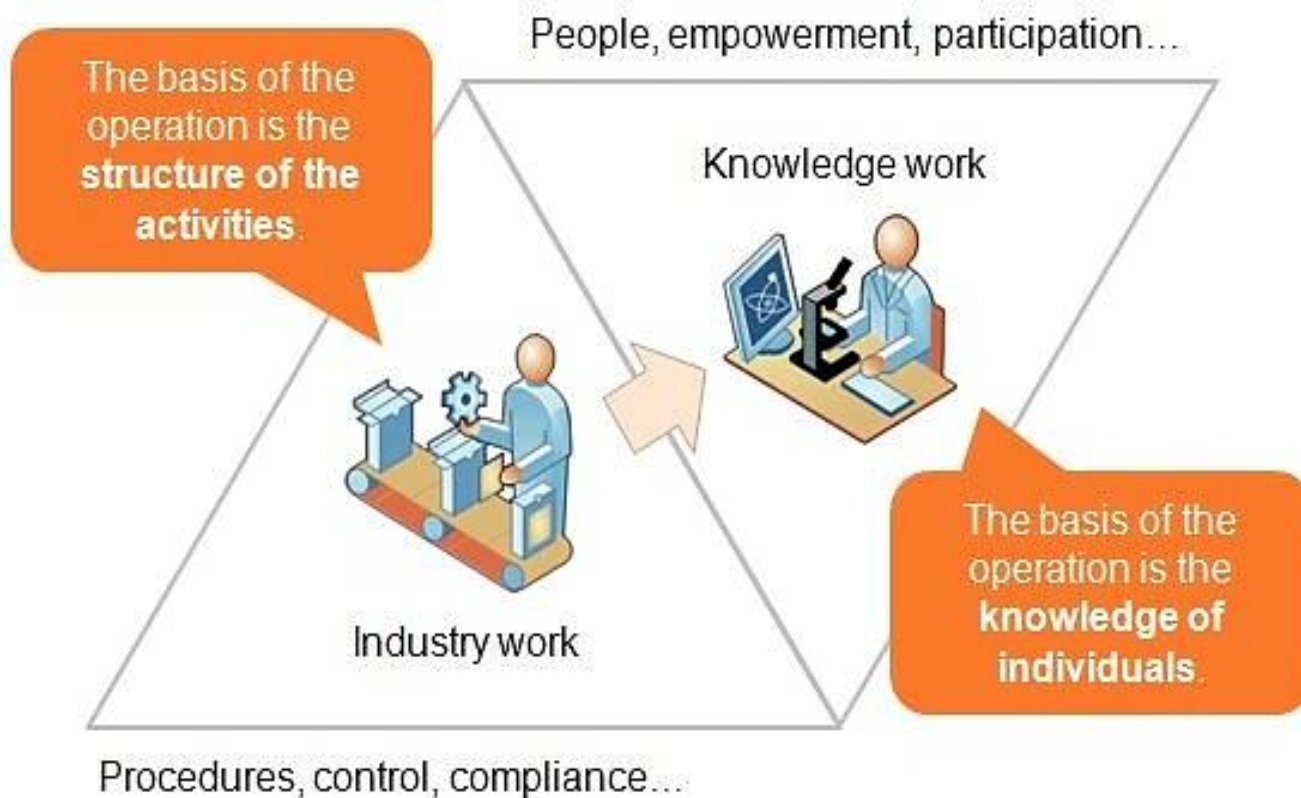 People, empowerment, participation…
The basis of the
operation is the
structure of the
activities.
Knowledge work
Industry work
The basis of the
operation is the
knowledge of
individuals.
Procedures, control, compliance…